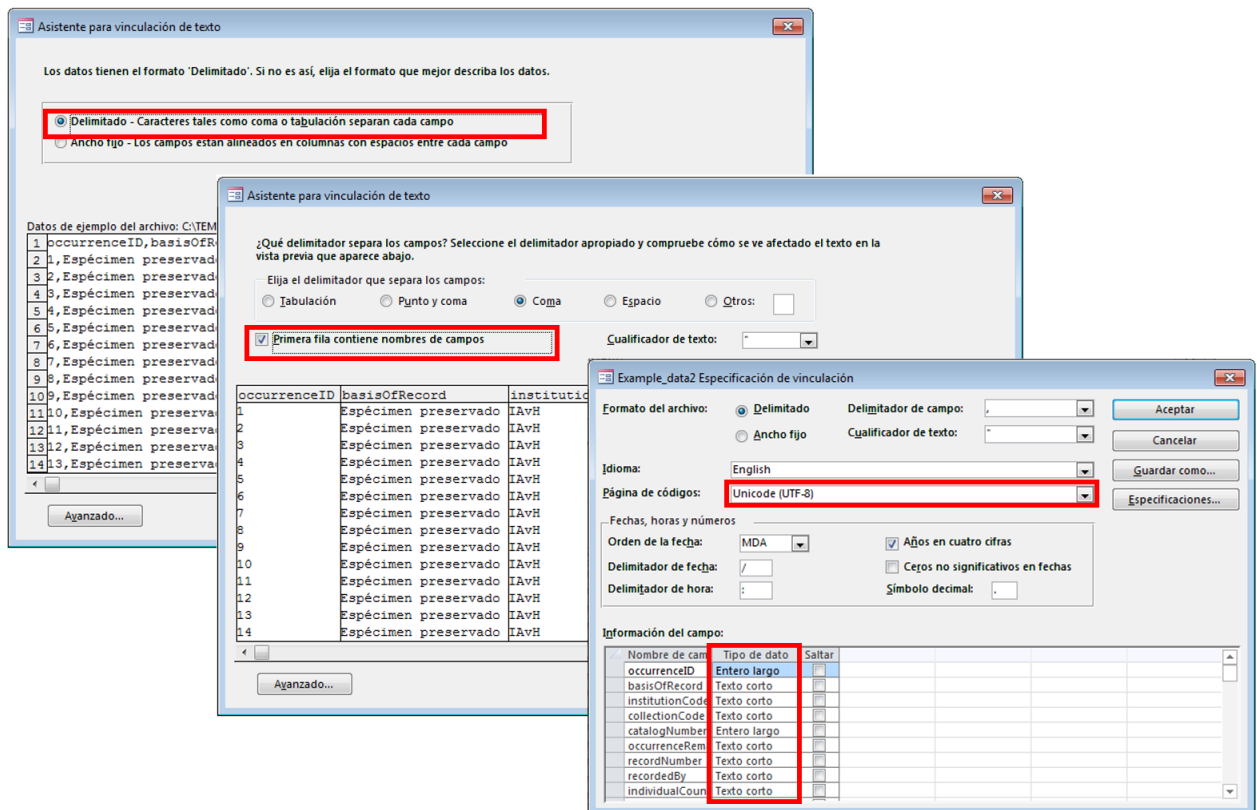 Asistente para vinculación de texto
Los datos tienen el formato 'Delimitado'. Si no es así, elija el formato que mejor describa los datos.
Delimitado - Caracteres tales como coma o tabulación separan cada campo
Ancho fijo - Los campos están alineados en columnas con espacios entre cada campo
Datos de ejemplo del archivo: C:\TEM
1 occurrenceID,basisOfR
2 1,Espécimen preservad
3 2,Espécimen preservad
4 3,Espécimen preservad
5 4,Espécimen preservad
6 5,Espécimen preservad
7 6,Espécimen preservad
8 7,Espécimen preservad
9 8,Espécimen preservad
10 9,Espécimen preserva
11 10,Espécimen preserva
12 11,Espécimen preserva
13 12,Espécimen preserva
14 13,Espécimen preserva
Avanzado...
Asistente para vinculación de texto
¿Qué delimitador separa los campos? Seleccione el delimitador apropiado y compruebe cómo se ve afectado el texto en la
vista previa que aparece abajo.
Elija el delimitador que separa los campos:
Tabulación Punto y coma Coma Espacio Otros:
Primera fila contiene nombres de campos Cualificador de texto: "
occurrenceID basisOfRecord institutio
1 Espécimen preservado IAvH
2 Espécimen preservado IAvH
3 Espécimen preservado IAvH
4 Espécimen preservado IAvH
5 Espécimen preservado IAvH
6 Espécimen preservado IAvH
7 Espécimen preservado IAvH
8 Espécimen preservado IAvH
9 Espécimen preservado IAvH
10 Espécimen preservado IAvH
11 Espécimen preservado IAvH
12 Espécimen preservado IAvH
13 Espécimen preservado IAvH
14 Espécimen preservado IAvH
Avanzado...
Example_data2 Especificación de vinculación
Formato del archivo: Delimitado Delimitador de campo: , Aceptar
Ancho fijo Cualificador de texto: " Cancelar
Idioma: English Guardar como...
Página de códigos: Unicode (UTF-8) Especificaciones...
Fechas, horas y números
Orden de la fecha: MDA Años en cuatro cifras
Delimitador de fecha: / Ceros no significativos en fechas
Delimitador de hora: : Símbolo decimal: .
Información del campo:
Nombre de cam Tipo de dato Saltar
occurrenceID Entero largo
basisOfRecord Texto corto
institutionCode Texto corto
collectionCode Texto corto
catalogNumber Entero largo
occurrenceRem Texto corto
recordNumber Texto corto
recordedBy Texto corto
individualCoun Texto corto